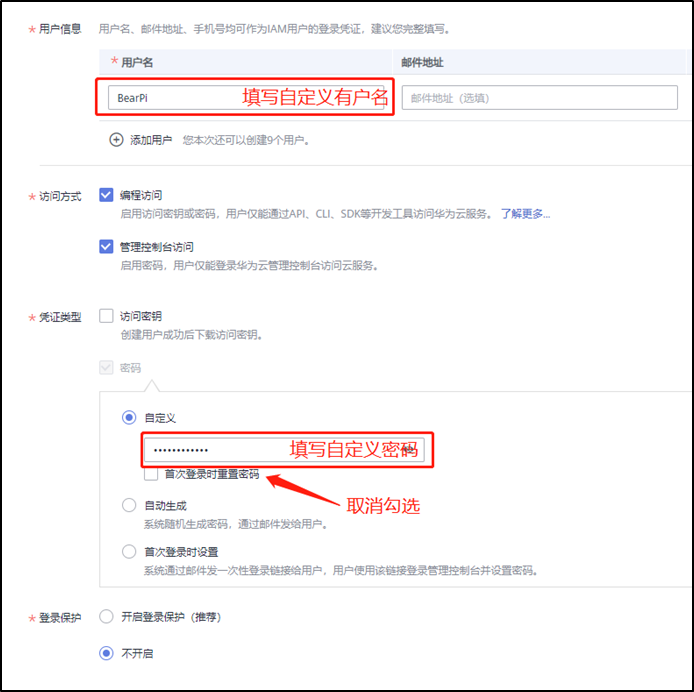 * 用户信息 用户名、邮件地址、手机号均可作为IAM用户的登录凭证，建议您完整填写。
* 用户名 邮件地址
BearPi 填写自定义有户名 邮件地址（选填）
添加用户 您本次还可以创建9个用户。
* 访问方式 编程访问
启用访问密钥或密码，用户仅能通过API、CLI、SDK等开发工具访问华为云服务。 了解更多...
管理控制台访问
启用密码，用户仅能登录华为云管理控制台访问云服务。
* 凭证类型 访问密钥
创建用户成功后下载访问密钥。
密码
自定义
•••••••••••• 填写自定义密码
首次登录时重置密码
取消勾选
自动生成
系统随机生成密码，通过邮件发给用户。
首次登录时设置
系统通过邮件发一次性登录链接给用户，用户使用该链接登录管理控制台并设置密码。
* 登录保护 开启登录保护（推荐）
不开启